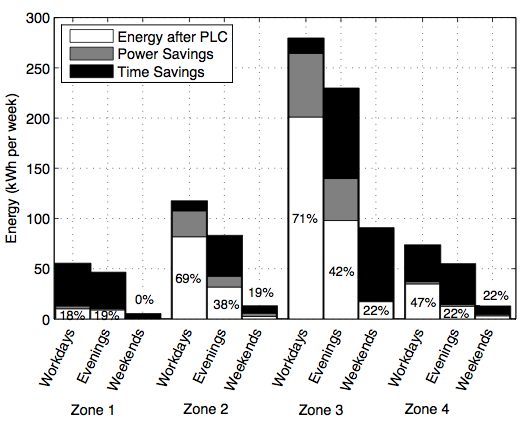 300
250
200
150
100
50
0
Energy (kWh per week)
Energy after PLC
Power Savings
Time Savings
18%
19%
0%
69%
38%
19%
71%
42%
22%
47%
22%
22%
Workdays
Evenings
Weekends
Workdays
Evenings
Weekends
Workdays
Evenings
Weekends
Workdays
Evenings
Weekends
Zone 1
Zone 2
Zone 3
Zone 4